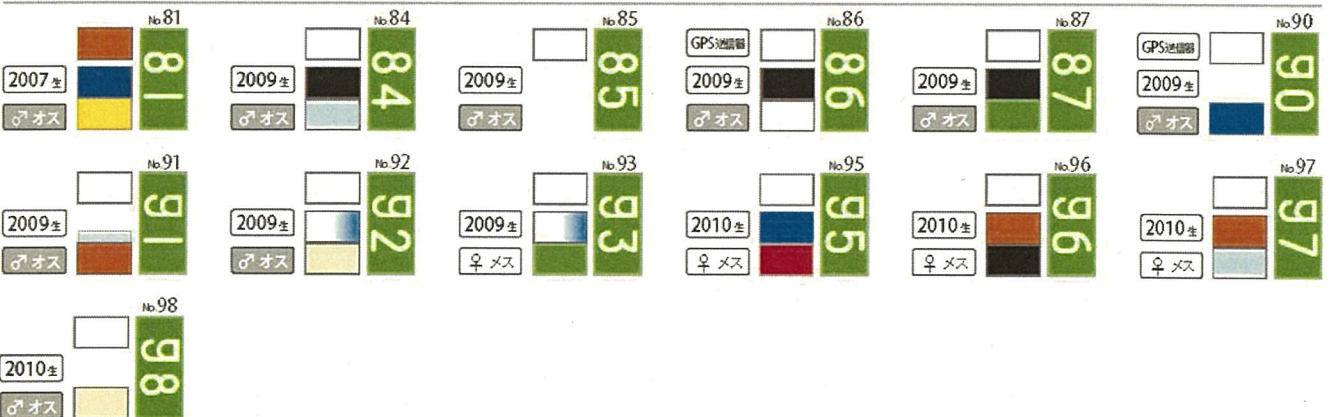 No.81 No.84 No.85 No.86 No.87 No.90
GPS送信器 GPS送信器
2007生 2009生 2009生 2009生 2009生 2009生
♂オス ♂オス ♂オス ♂オス ♂オス
81 84 85 86 87 90
No.91 No.92 No.93 No.95 No.96 No.97
2009生 2009生 2009生 2010生 2010生 2010生
♂オス ♂オス ♀メス ♀メス ♀メス ♀メス
91 92 93 95 96 97
No.98
2010生
♂オス
98